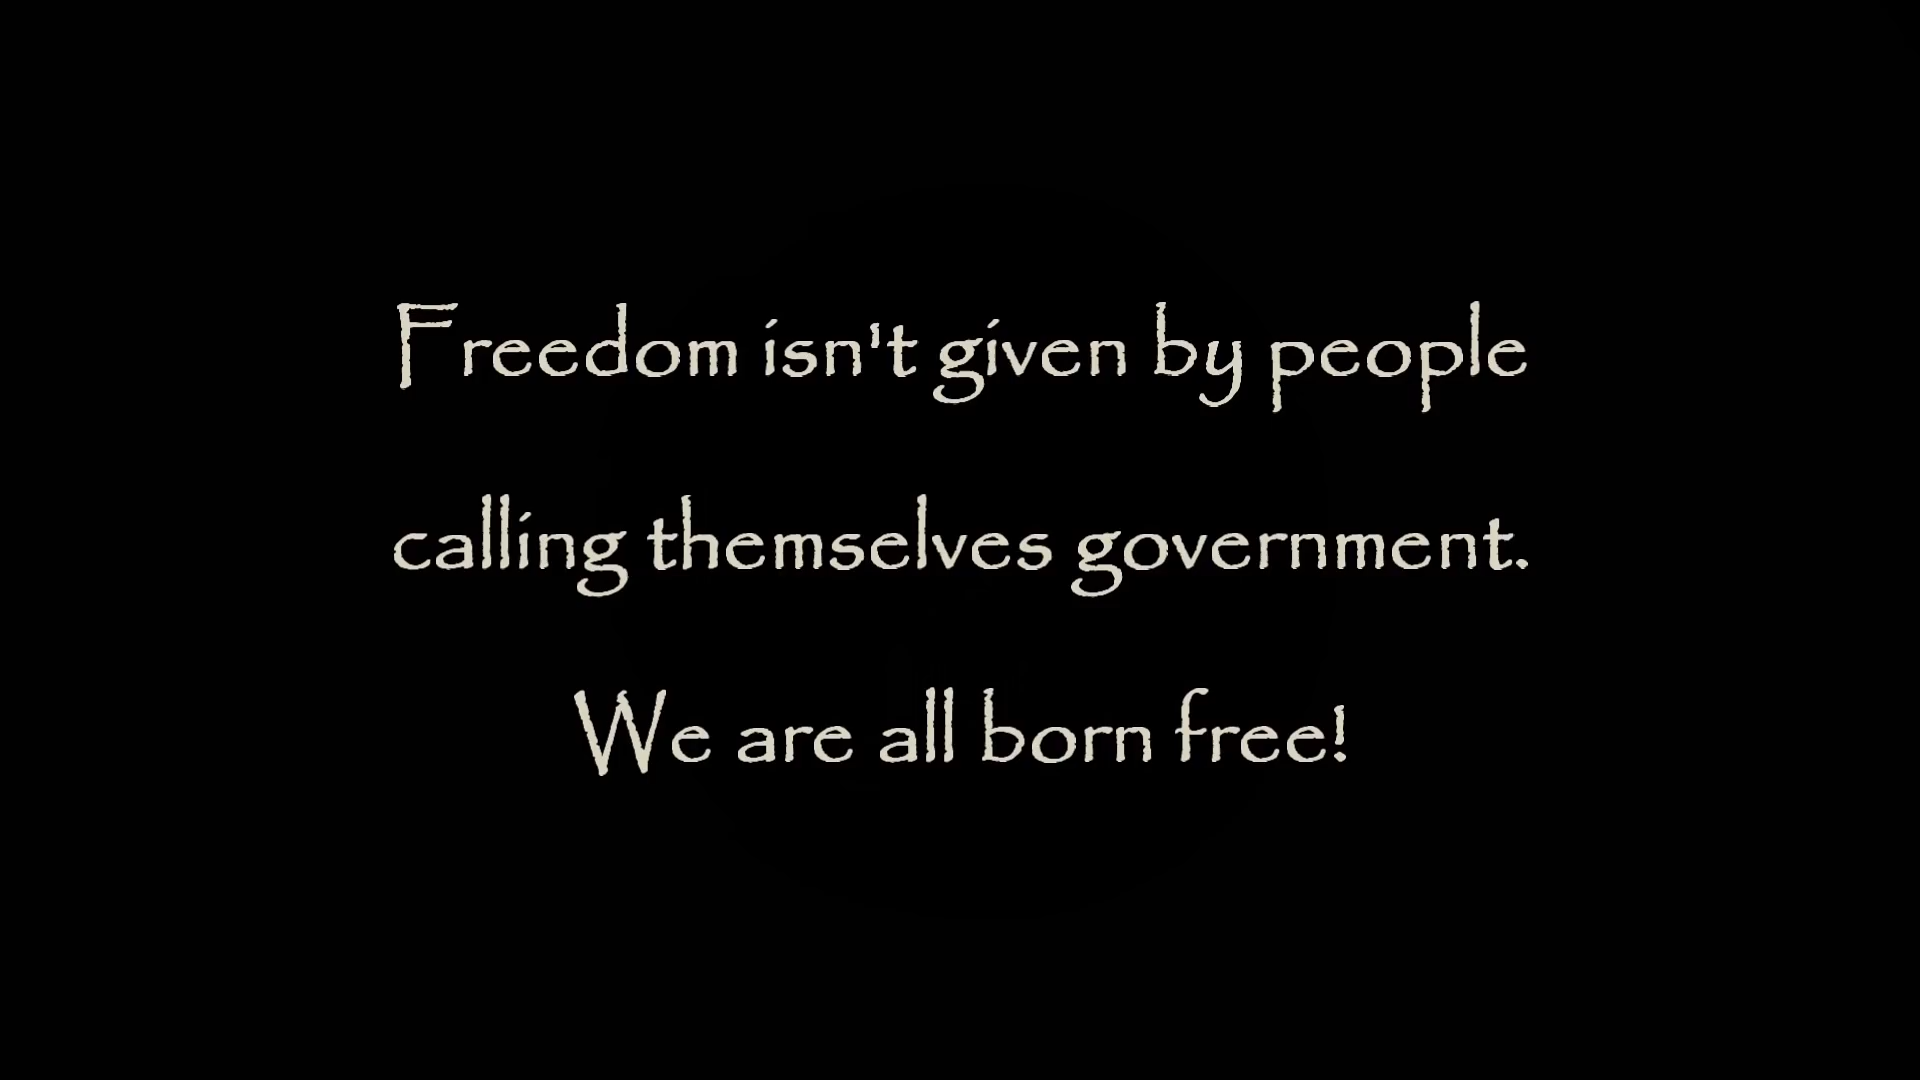 Freedom isn't given by people
calling themselves government.
We are all born free!